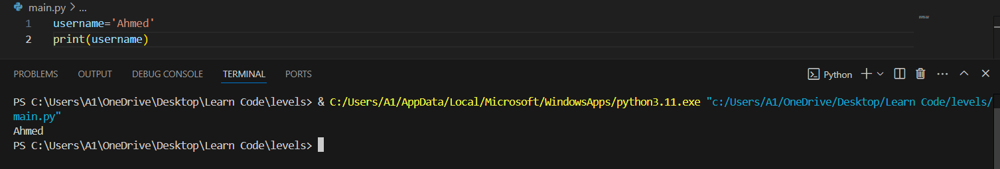 main.py > ...
1 username='Ahmed'
2 print(username)
PROBLEMS OUTPUT DEBUG CONSOLE TERMINAL PORTS Python
PS C:\Users\A1\OneDrive\Desktop\Learn Code\levels> & C:/Users/A1/AppData/Local/Microsoft/WindowsApps/python3.11.exe "c:/Users/A1/OneDrive/Desktop/Learn Code/levels/
main.py"
Ahmed
PS C:\Users\A1\OneDrive\Desktop\Learn Code\levels>